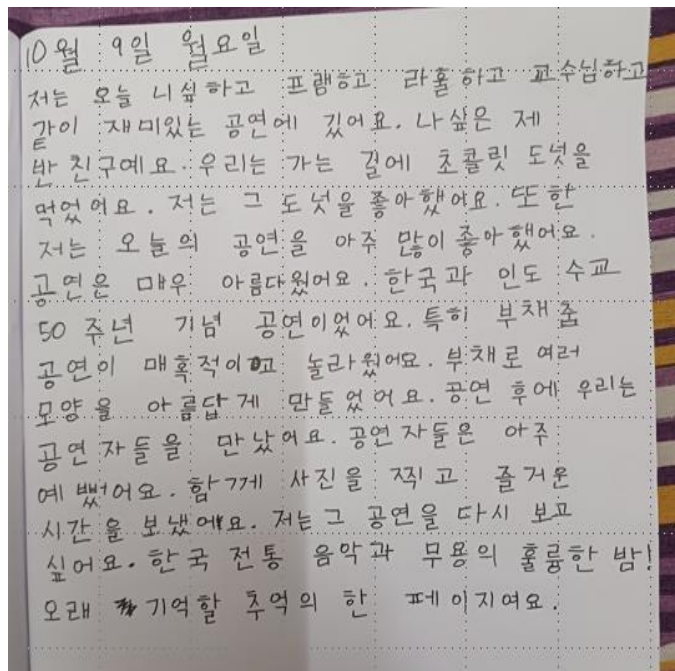 10월 9일 월요일
저는 오늘 니싶하고 프램하고 라훌하고 교수님하고
같이 재미있는 공연에 깄어요. 나싶은 제
반 친구예요. 우리는 가는 길에 초콜릿 도넛을
먹었어요. 저는 그 도넛을 좋아했어요. 또한
저는 오늘의 공연을 아주 많이 좋아했어요.
공연은 매우 아름다웠어요. 한국과 인도 수교
50 주년 기념 공연이었어요. 특히 부채춤
공연이 매혹적이고 놀라웠어요. 부채로 여러
모양을 아름답게 만들었어요. 공연 후에 우리는
공연자들을 만났어요. 공연자들은 아주
예뻤어요. 함께 사진을 찍고 즐거운
시간을 보냈어요. 저는 그 공연을 다시 보고
싶어요. 한국 전통 음악과 무용의 훌륭한 밤!
오래 기억할 추억의 한 페이지여요.